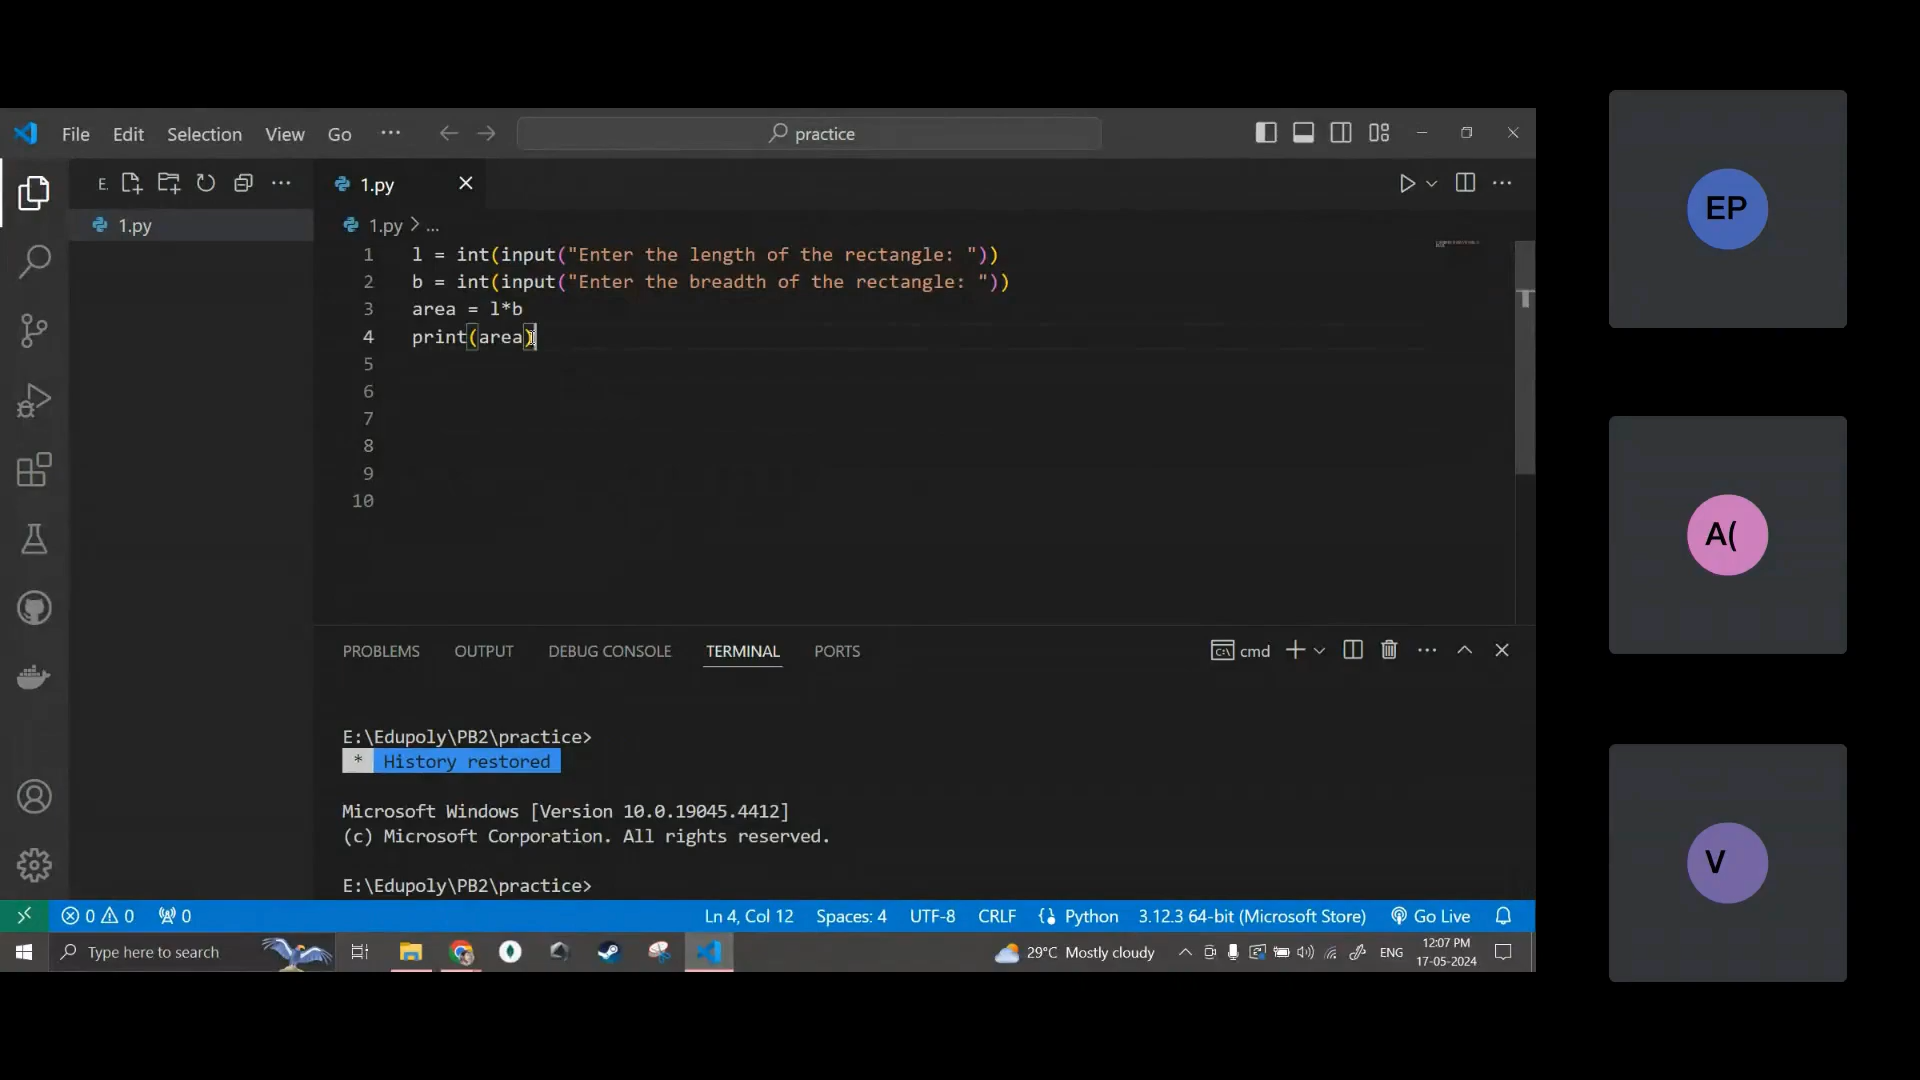 File Edit Selection View Go ... practice
E. 1.py
1.py
1.py > ...
1 l = int(input("Enter the length of the rectangle: "))
2 b = int(input("Enter the breadth of the rectangle: "))
3 area = l*b
4 print(area)
5
6
7
8
9
10
PROBLEMS OUTPUT DEBUG CONSOLE TERMINAL PORTS cmd
E:\Edupoly\PB2\practice>
* History restored
Microsoft Windows [Version 10.0.19045.4412]
(c) Microsoft Corporation. All rights reserved.
E:\Edupoly\PB2\practice>
0 0 0 Ln 4, Col 12 Spaces: 4 UTF-8 CRLF Python 3.12.3 64-bit (Microsoft Store) Go Live
Type here to search 29°C Mostly cloudy ENG 12:07 PM
17-05-2024
EP
A(
V